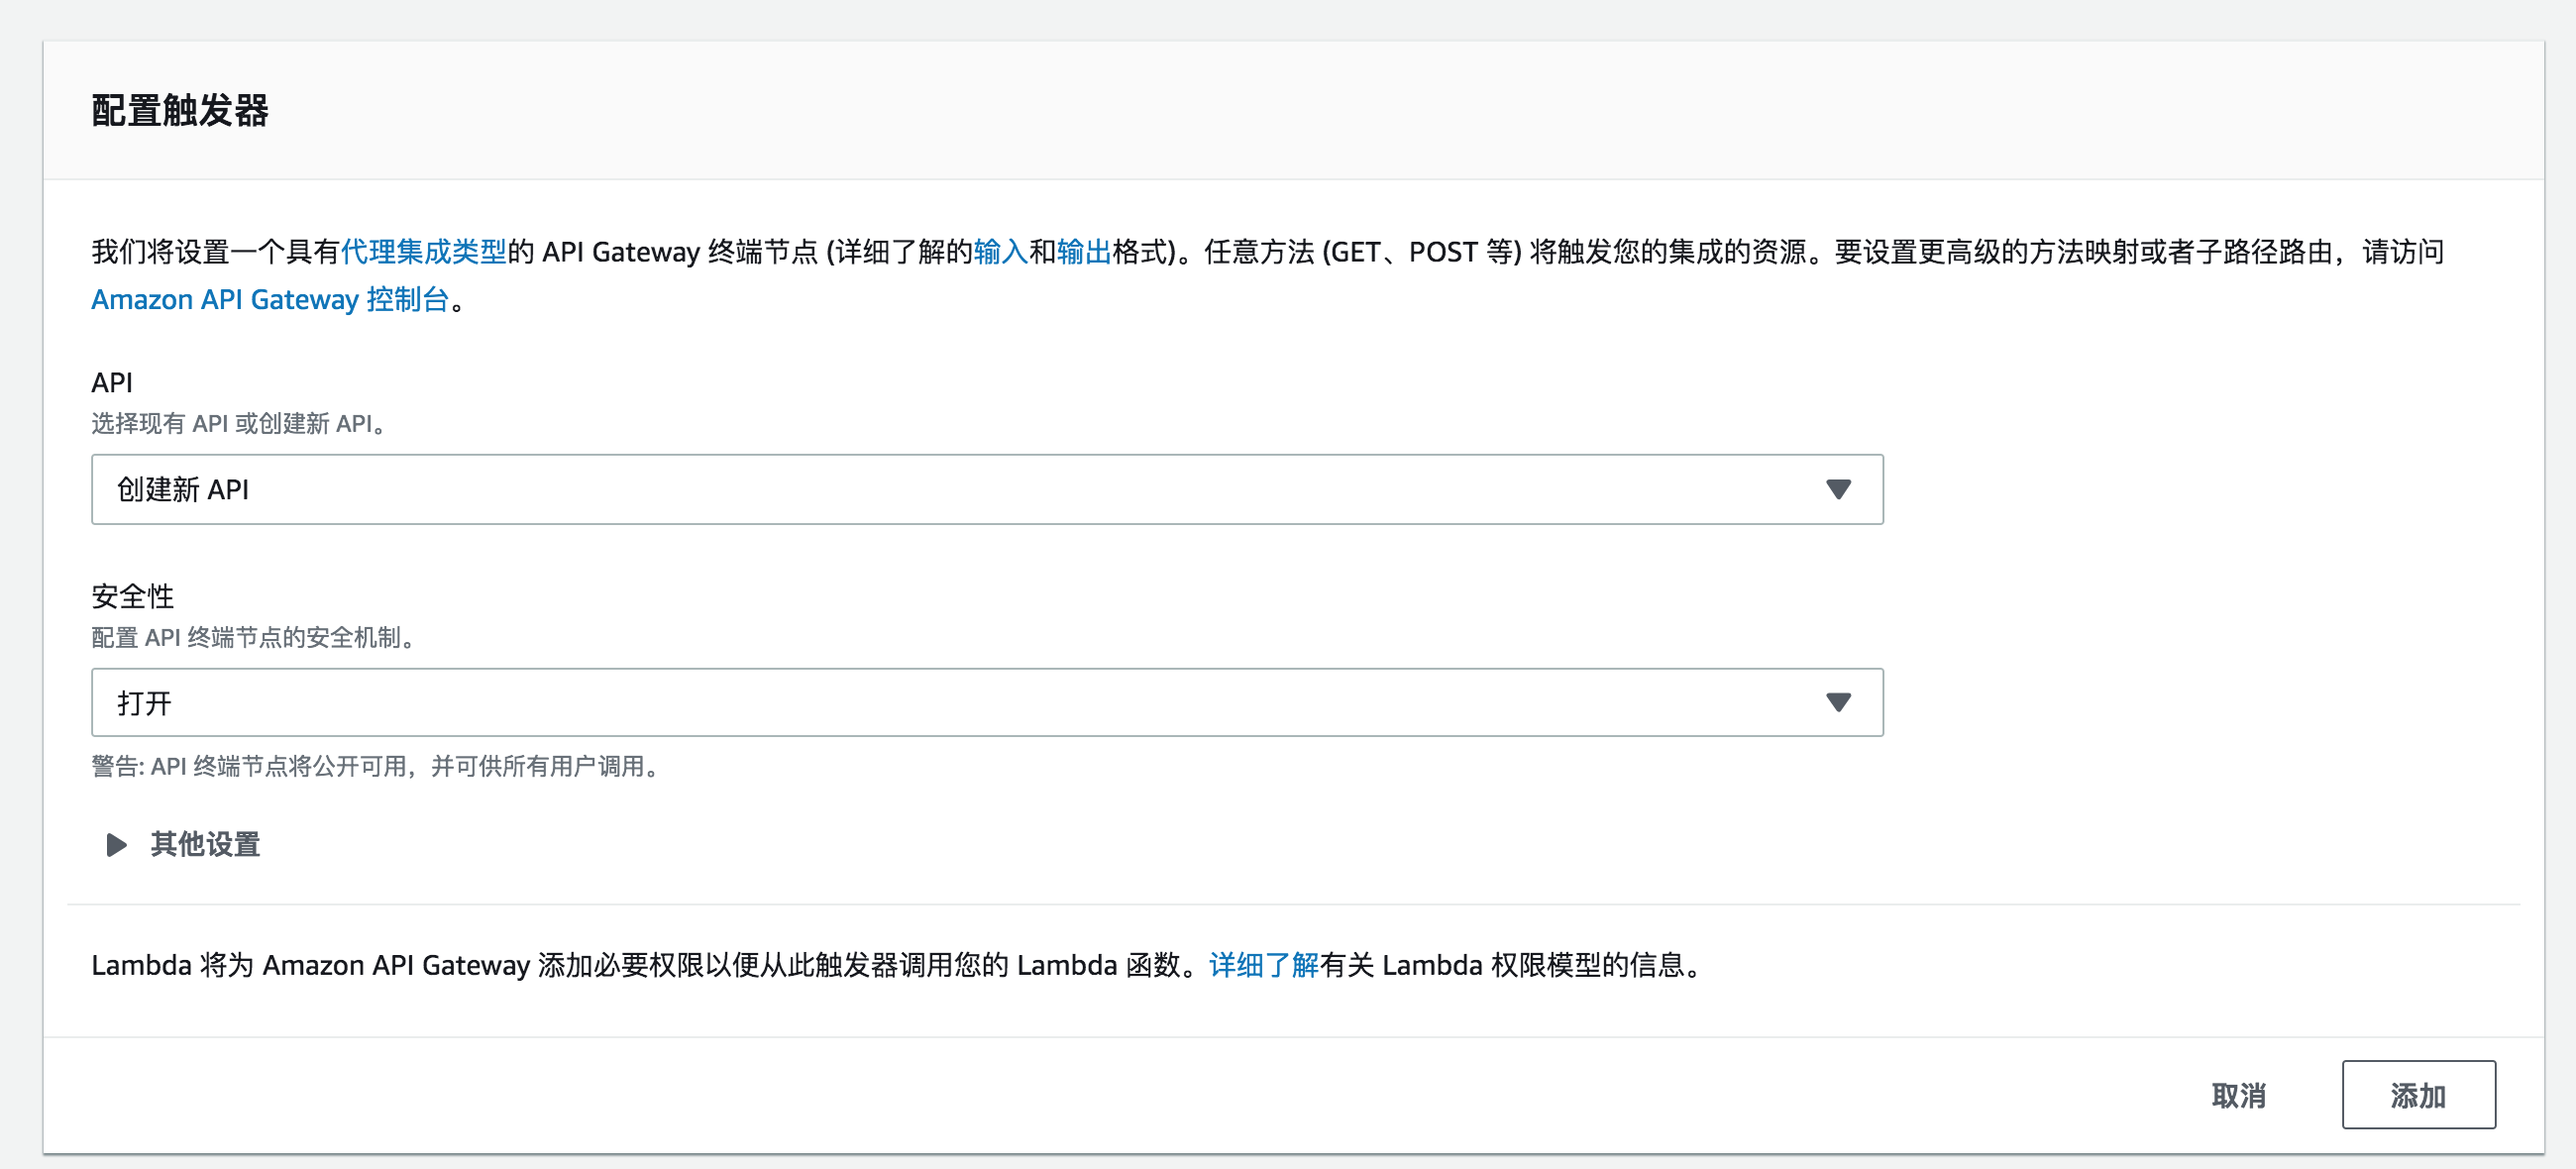 配置触发器
我们将设置一个具有代理集成类型的 API Gateway 终端节点 (详细了解的输入和输出格式)。任意方法 (GET、POST 等) 将触发您的集成的资源。要设置更高级的方法映射或者子路径路由，请访问
Amazon API Gateway 控制台。
API
选择现有 API 或创建新 API。
创建新 API
安全性
配置 API 终端节点的安全机制。
打开
警告: API 终端节点将公开可用，并可供所有用户调用。
其他设置
Lambda 将为 Amazon API Gateway 添加必要权限以便从此触发器调用您的 Lambda 函数。详细了解有关 Lambda 权限模型的信息。
取消
添加